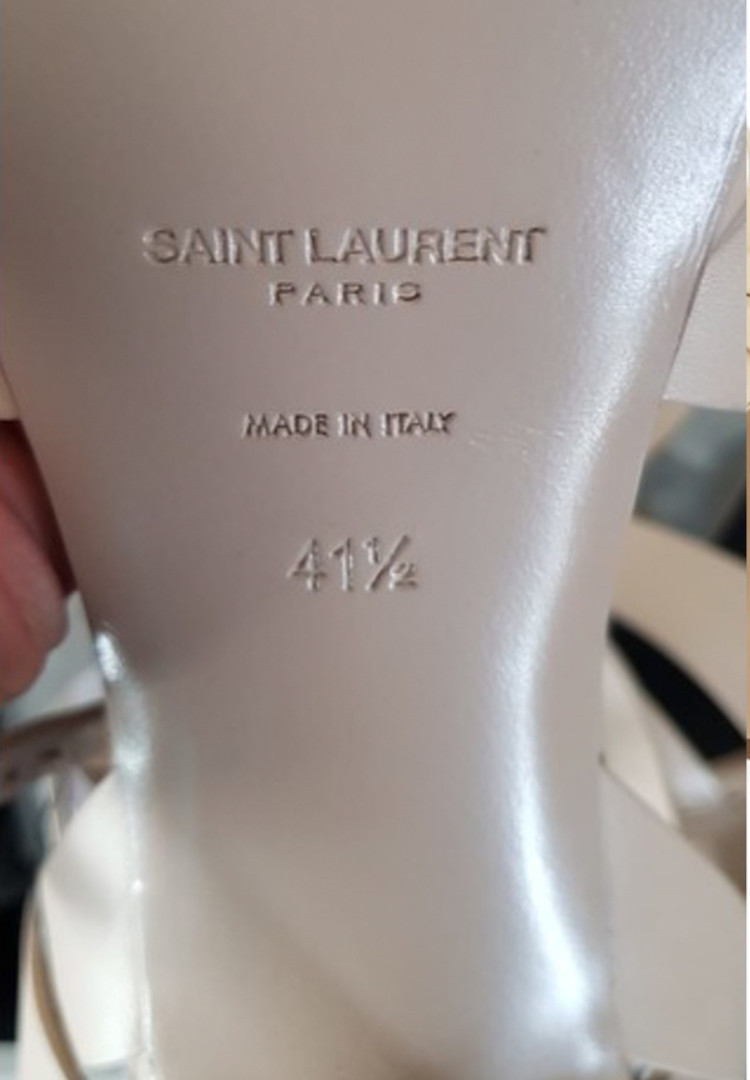 SAINT LAURENT
PARIS
MADE IN ITALY
41½